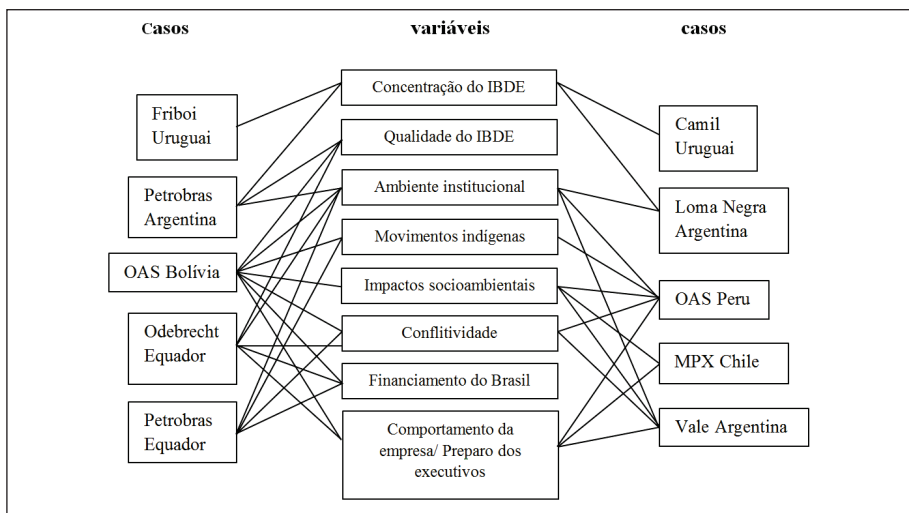 Casos
variáveis
casos
Friboi
Uruguai
Petrobras
Argentina
OAS Bolívia
Odebrecht
Equador
Petrobras
Equador
Concentração do IBDE
Qualidade do IBDE
Ambiente institucional
Movimentos indígenas
Impactos socioambientais
Conflitividade
Financiamento do Brasil
Comportamento da
empresa/ Preparo dos
executivos
Camil
Uruguai
Loma Negra
Argentina
OAS Peru
MPX Chile
Vale Argentina